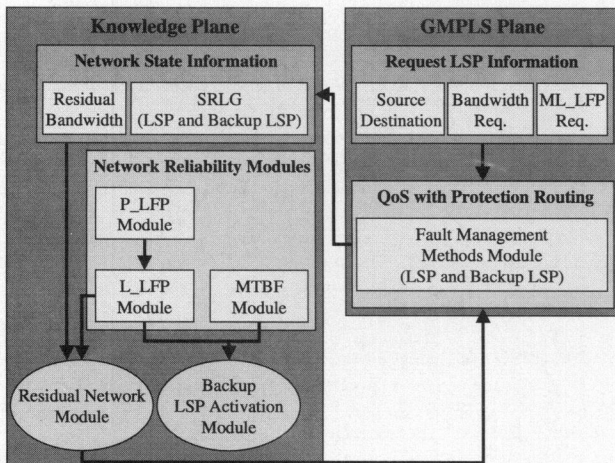 Knowledge Plane
Network State Information
Residual
Bandwidth
SRLG
(LSP and Backup LSP)
Network Reliability Modules
P_LFP
Module
L_LFP
Module
MTBF
Module
Residual Network
Module
Backup
LSP Activation
Module
GMPLS Plane
Request LSP Information
Source
Destination
Bandwidth
Req.
ML_LFP
Req.
QoS with Protection Routing
Fault Management
Methods Module
(LSP and Backup LSP)